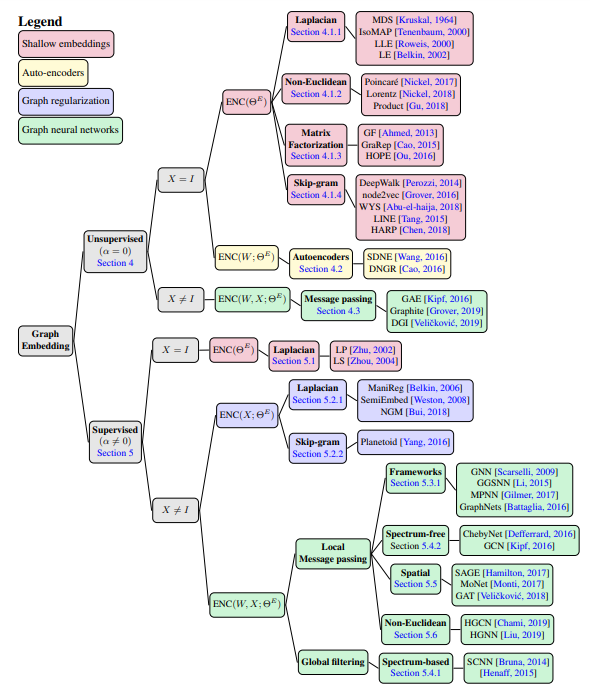 Legend
Shallow embeddings
Auto-encoders
Graph regularization
Graph neural networks
Graph
Embedding
Unsupervised
(α = 0)
Section 4
X = I
ENC(Θ^E)
Laplacian
Section 4.1.1
MDS [Kruskal, 1964]
IsoMAP [Tenenbaum, 2000]
LLE [Roweis, 2000]
LE [Belkin, 2002]
Non-Euclidean
Section 4.1.2
Poincaré [Nickel, 2017]
Lorentz [Nickel, 2018]
Product [Gu, 2018]
Matrix
Factorization
Section 4.1.3
GF [Ahmed, 2013]
GraRep [Cao, 2015]
HOPE [Ou, 2016]
Skip-gram
Section 4.1.4
DeepWalk [Perozzi, 2014]
node2vec [Grover, 2016]
WYS [Abu-el-haija, 2018]
LINE [Tang, 2015]
HARP [Chen, 2018]
ENC(W; Θ^E)
Autoencoders
Section 4.2
SDNE [Wang, 2016]
DNGR [Cao, 2016]
X ≠ I
ENC(W, X; Θ^E)
Message passing
Section 4.3
GAE [Kipf, 2016]
Graphite [Grover, 2019]
DGI [Veličković, 2019]
Supervised
(α ≠ 0)
Section 5
X = I
ENC(Θ^E)
Laplacian
Section 5.1
LP [Zhu, 2002]
LS [Zhou, 2004]
X ≠ I
ENC(X; Θ^E)
Laplacian
Section 5.2.1
ManiReg [Belkin, 2006]
SemiEmbed [Weston, 2008]
NGM [Bui, 2018]
Skip-gram
Section 5.2.2
Planetoid [Yang, 2016]
ENC(W, X; Θ^E)
Local
Message passing
Frameworks
Section 5.3.1
GNN [Scarselli, 2009]
GGSNN [Li, 2015]
MPNN [Gilmer, 2017]
GraphNets [Battaglia, 2016]
Spectrum-free
Section 5.4.2
ChebyNet [Defferrard, 2016]
GCN [Kipf, 2016]
Spatial
Section 5.5
SAGE [Hamilton, 2017]
MoNet [Monti, 2017]
GAT [Veličković, 2018]
Non-Euclidean
Section 5.6
HGCN [Chami, 2019]
HGNN [Liu, 2019]
Global filtering
Spectrum-based
Section 5.4.1
SCNN [Bruna, 2014]
[Henaff, 2015]